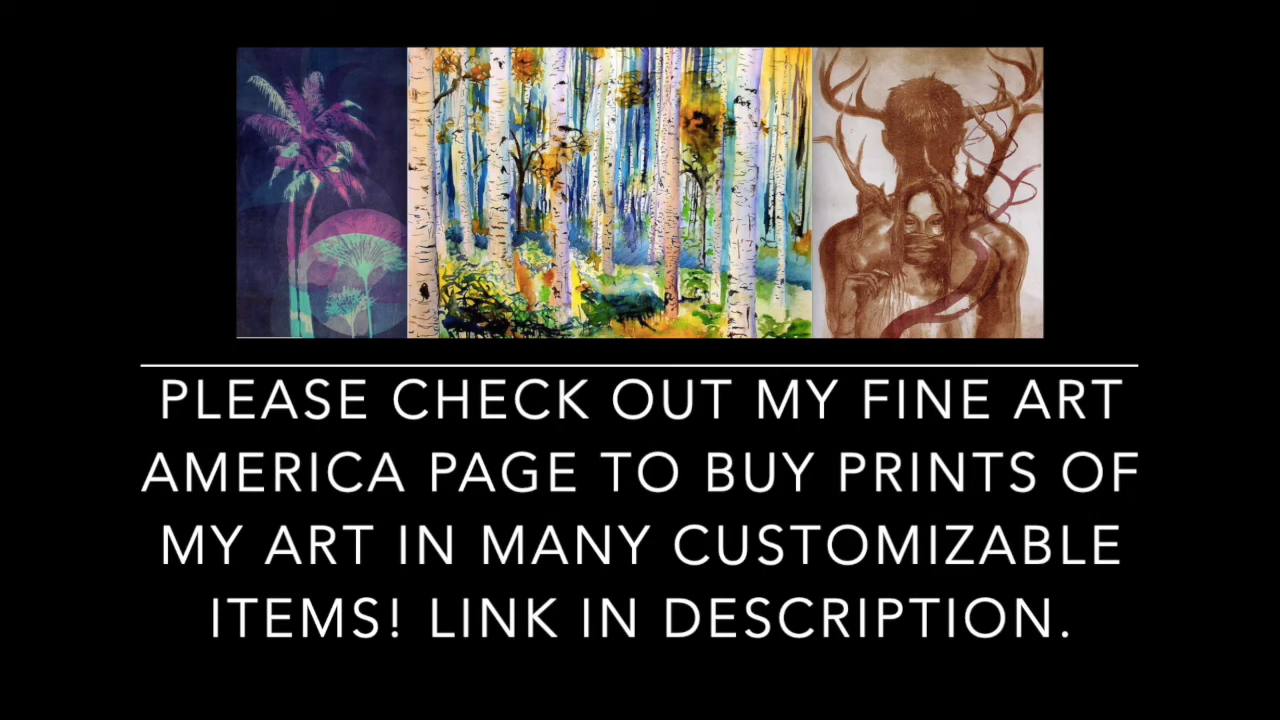 PLEASE CHECK OUT MY FINE ART
AMERICA PAGE TO BUY PRINTS OF
MY ART IN MANY CUSTOMIZABLE
ITEMS! LINK IN DESCRIPTION.